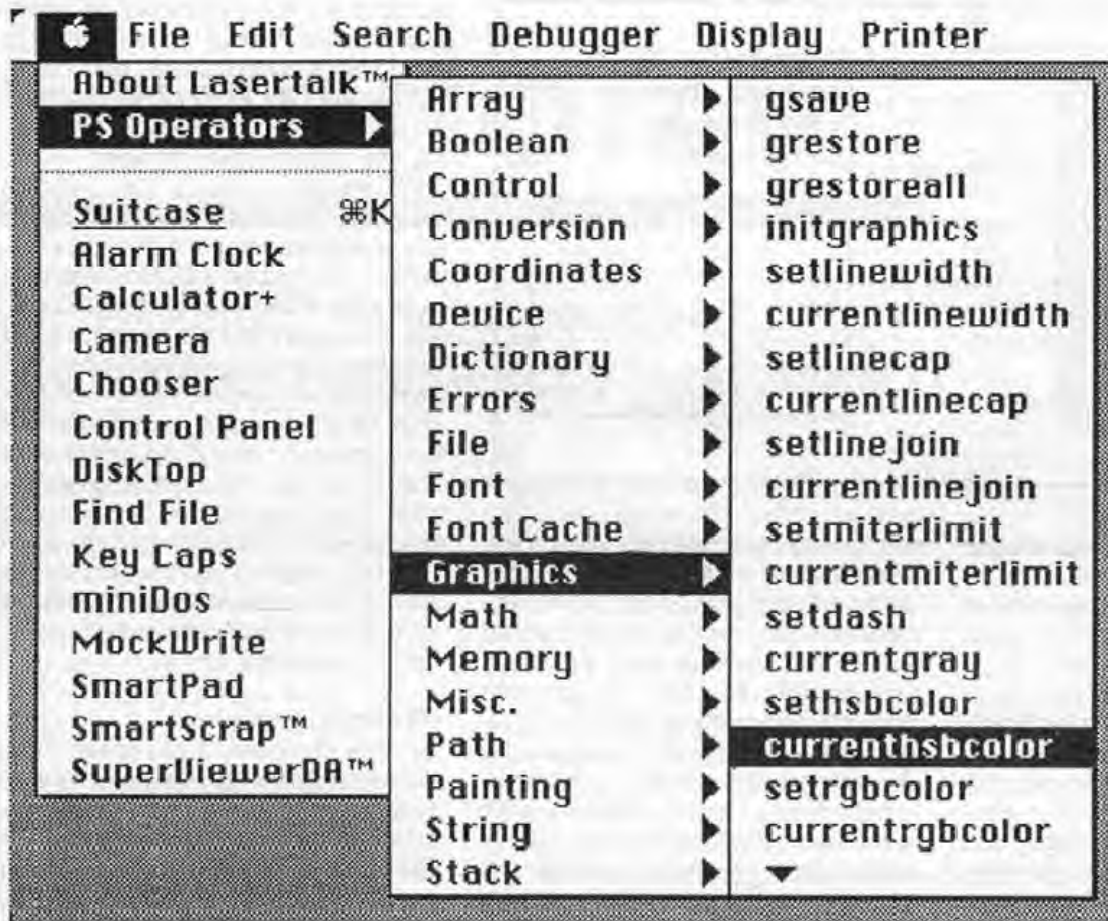 File Edit Search Debugger Display Printer
About Lasertalk™
PS Operators
Suitcase ⌘K
Alarm Clock
Calculator+
Camera
Chooser
Control Panel
DiskTop
Find File
Key Caps
miniDos
MockWrite
SmartPad
SmartScrap™
SuperViewerDA™
Array
Boolean
Control
Conversion
Coordinates
Device
Dictionary
Errors
File
Font
Font Cache
Graphics
Math
Memory
Misc.
Path
Painting
String
Stack
gsave
grestore
grestoreall
initgraphics
setlinewidth
currentlinewidth
setlinecap
currentlinecap
setlinejoin
currentlinejoin
setmiterlimit
currentmiterlimit
setdash
currentgray
sethsbcolor
currenthsbcolor
setrgbcolor
currentrgbcolor